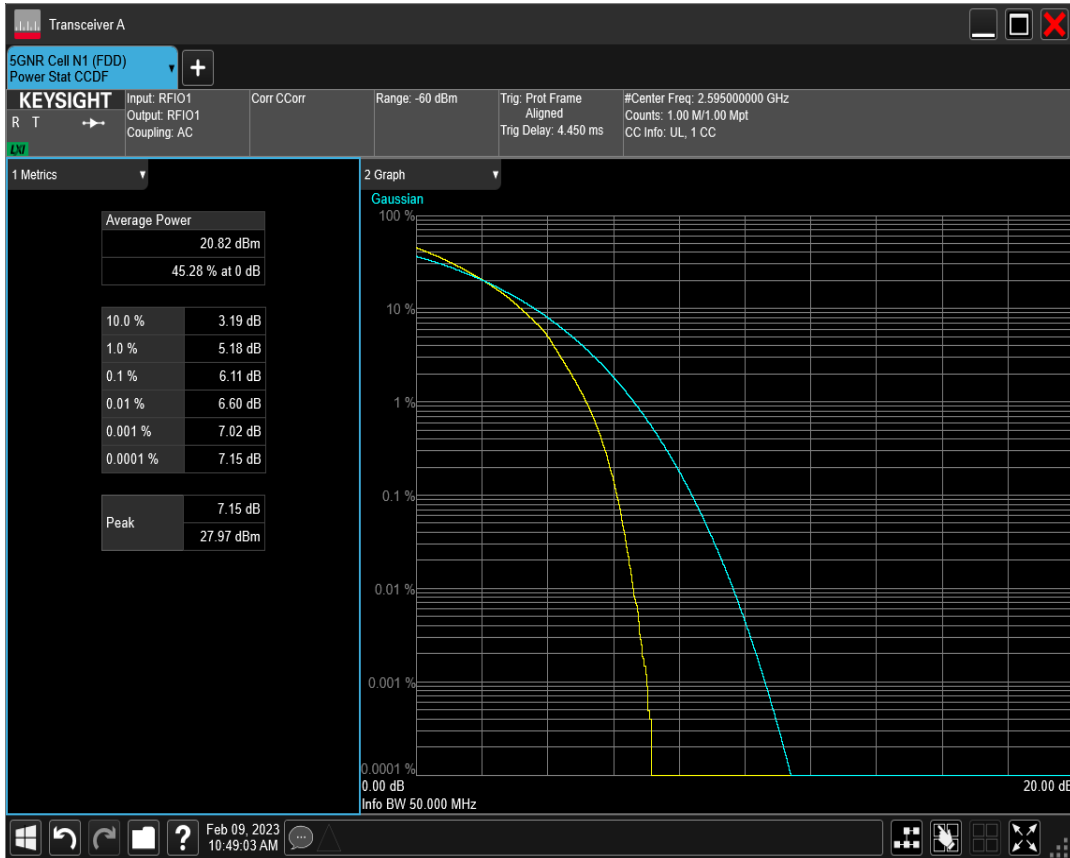 Transceiver A
5GNR Cell N1 (FDD)
Power Stat CCDF
+
KEYSIGHT
R T
LXI
Input: RFIO1
Output: RFIO1
Coupling: AC
Corr CCorr
Range: -60 dBm
Trig: Prot Frame
Aligned
Trig Delay: 4.450 ms
#Center Freq: 2.595000000 GHz
Counts: 1.00 M/1.00 Mpt
CC Info: UL, 1 CC
1 Metrics
Average Power
20.82 dBm
45.28 % at 0 dB
10.0 % 3.19 dB
1.0 % 5.18 dB
0.1 % 6.11 dB
0.01 % 6.60 dB
0.001 % 7.02 dB
0.0001 % 7.15 dB
Peak 7.15 dB
27.97 dBm
2 Graph
Gaussian
100 %
10 %
1 %
0.1 %
0.01 %
0.001 %
0.0001 %
0.00 dB 20.00 dB
Info BW 50.000 MHz
?
Feb 09, 2023
10:49:03 AM